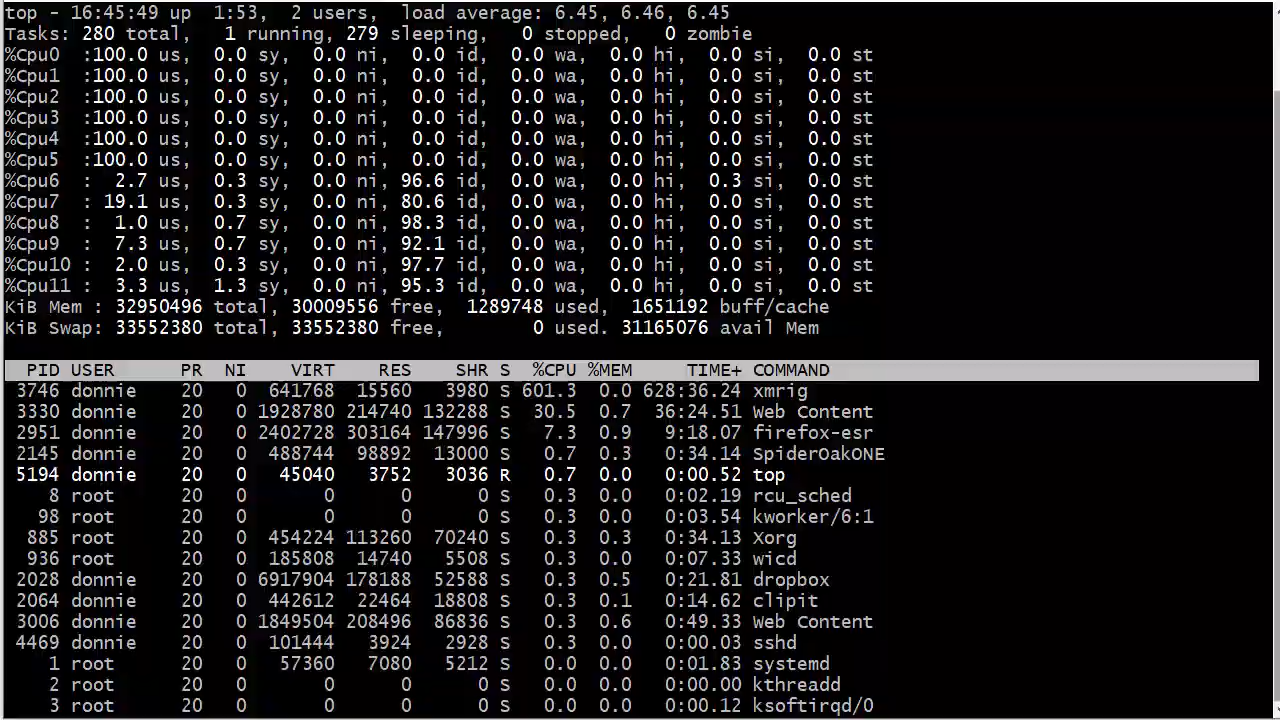 top - 16:45:49 up  1:53,  2 users,  load average: 6.45, 6.46, 6.45
Tasks: 280 total,   1 running, 279 sleeping,   0 stopped,   0 zombie
%Cpu0  :100.0 us,  0.0 sy,  0.0 ni,  0.0 id,  0.0 wa,  0.0 hi,  0.0 si,  0.0 st
%Cpu1  :100.0 us,  0.0 sy,  0.0 ni,  0.0 id,  0.0 wa,  0.0 hi,  0.0 si,  0.0 st
%Cpu2  :100.0 us,  0.0 sy,  0.0 ni,  0.0 id,  0.0 wa,  0.0 hi,  0.0 si,  0.0 st
%Cpu3  :100.0 us,  0.0 sy,  0.0 ni,  0.0 id,  0.0 wa,  0.0 hi,  0.0 si,  0.0 st
%Cpu4  :100.0 us,  0.0 sy,  0.0 ni,  0.0 id,  0.0 wa,  0.0 hi,  0.0 si,  0.0 st
%Cpu5  :100.0 us,  0.0 sy,  0.0 ni,  0.0 id,  0.0 wa,  0.0 hi,  0.0 si,  0.0 st
%Cpu6  :  2.7 us,  0.3 sy,  0.0 ni, 96.6 id,  0.0 wa,  0.0 hi,  0.3 si,  0.0 st
%Cpu7  : 19.1 us,  0.3 sy,  0.0 ni, 80.6 id,  0.0 wa,  0.0 hi,  0.0 si,  0.0 st
%Cpu8  :  1.0 us,  0.7 sy,  0.0 ni, 98.3 id,  0.0 wa,  0.0 hi,  0.0 si,  0.0 st
%Cpu9  :  7.3 us,  0.7 sy,  0.0 ni, 92.1 id,  0.0 wa,  0.0 hi,  0.0 si,  0.0 st
%Cpu10 :  2.0 us,  0.3 sy,  0.0 ni, 97.7 id,  0.0 wa,  0.0 hi,  0.0 si,  0.0 st
%Cpu11 :  3.3 us,  1.3 sy,  0.0 ni, 95.3 id,  0.0 wa,  0.0 hi,  0.0 si,  0.0 st
KiB Mem : 32950496 total, 30009556 free,  1289748 used,  1651192 buff/cache
KiB Swap: 33552380 total, 33552380 free,        0 used. 31165076 avail Mem
  PID USER      PR  NI    VIRT    RES    SHR S  %CPU %MEM     TIME+ COMMAND
 3746 donnie    20   0  641768  15560   3980 S 601.3  0.0 628:36.24 xmrig
 3330 donnie    20   0 1928780 214740 132288 S  30.5  0.7  36:24.51 Web Content
 2951 donnie    20   0 2402728 303164 147996 S   7.3  0.9   9:18.07 firefox-esr
 2145 donnie    20   0  488744  98892  13000 S   0.7  0.3   0:34.14 SpiderOakONE
 5194 donnie    20   0   45040   3752   3036 R   0.7  0.0   0:00.52 top
    8 root      20   0       0      0      0 S   0.3  0.0   0:02.19 rcu_sched
   98 root      20   0       0      0      0 S   0.3  0.0   0:03.54 kworker/6:1
  885 root      20   0  454224 113260  70240 S   0.3  0.3   0:34.13 Xorg
  936 root      20   0  185808  14740   5508 S   0.3  0.0   0:07.33 wicd
 2028 donnie    20   0 6917904 178188  52588 S   0.3  0.5   0:21.81 dropbox
 2064 donnie    20   0  442612  22464  18808 S   0.3  0.1   0:14.62 clipit
 3006 donnie    20   0 1849504 208496  86836 S   0.3  0.6   0:49.33 Web Content
 4469 donnie    20   0  101444   3924   2928 S   0.3  0.0   0:00.03 sshd
    1 root      20   0   57360   7080   5212 S   0.0  0.0   0:01.83 systemd
    2 root      20   0       0      0      0 S   0.0  0.0   0:00.00 kthreadd
    3 root      20   0       0      0      0 S   0.0  0.0   0:00.12 ksoftirqd/0